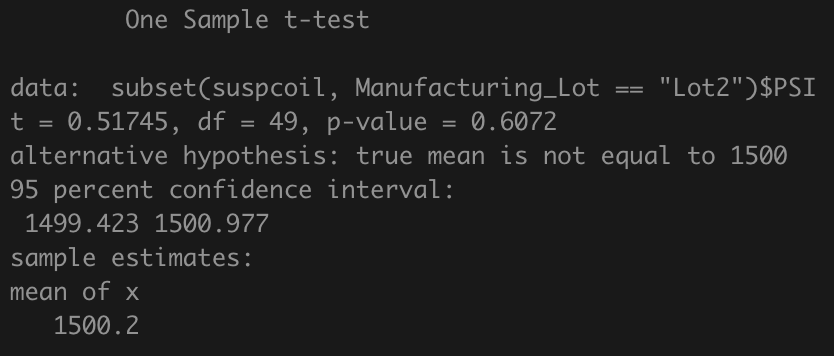 One Sample t-test
data:  subset(suspcoil, Manufacturing_Lot == "Lot2")$PSI
t = 0.51745, df = 49, p-value = 0.6072
alternative hypothesis: true mean is not equal to 1500
95 percent confidence interval:
1499.423 1500.977
sample estimates:
mean of x
1500.2